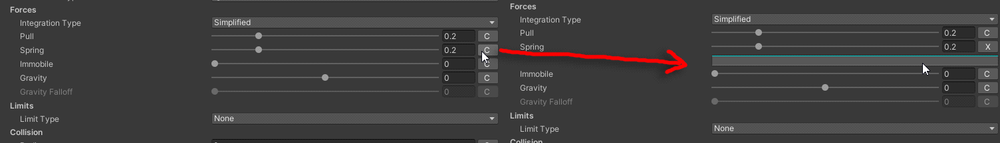 Forces
Integration Type Simplified
Pull 0.2 C
Spring 0.2 C
Immobile 0 C
Gravity 0 C
Gravity Falloff 0 C
Limits
Limit Type None
Collision
Forces
Integration Type Simplified
Pull 0.2 C
Spring 0.2 X
Immobile 0 C
Gravity 0 C
Gravity Falloff 0 C
Limits
Limit Type None
Collision